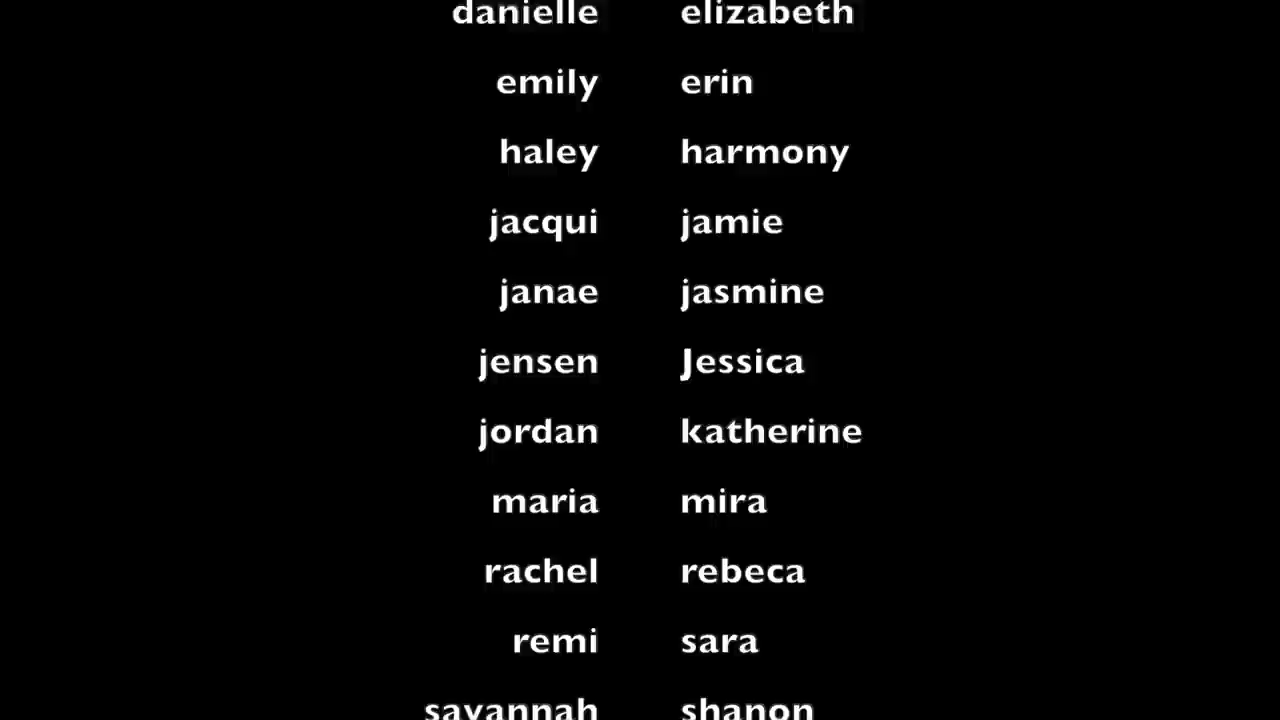 danielle elizabeth
emily erin
haley harmony
jacqui jamie
janae jasmine
jensen Jessica
jordan katherine
maria mira
rachel rebeca
remi sara
savannah shanon